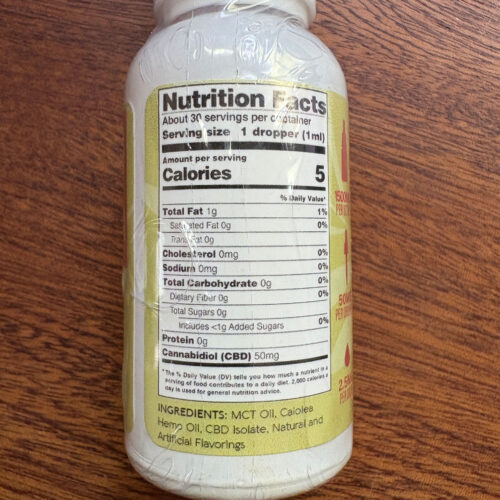 Nutrition Facts
About 30 servings per container
Serving size 1 dropper (1ml)
Amount per serving
Calories 5
% Daily Value*
Total Fat 1g 1%
Saturated Fat 0g 0%
Trans Fat 0g
Cholesterol 0mg 0%
Sodium 0mg 0%
Total Carbohydrate 0g 0%
Dietary Fiber 0g 0%
Total Sugars 0g
Includes <1g Added Sugars 0%
Protein 0g
Cannabidiol (CBD) 50mg
* The % Daily Value (DV) tells you how much a nutrient in a
serving of food contributes to a daily diet. 2,000 calories a
day is used for general nutrition advice.
INGREDIENTS: MCT Oil, Caiolea
Hemp Oil, CBD Isolate, Natural and
Artificial Flavorings